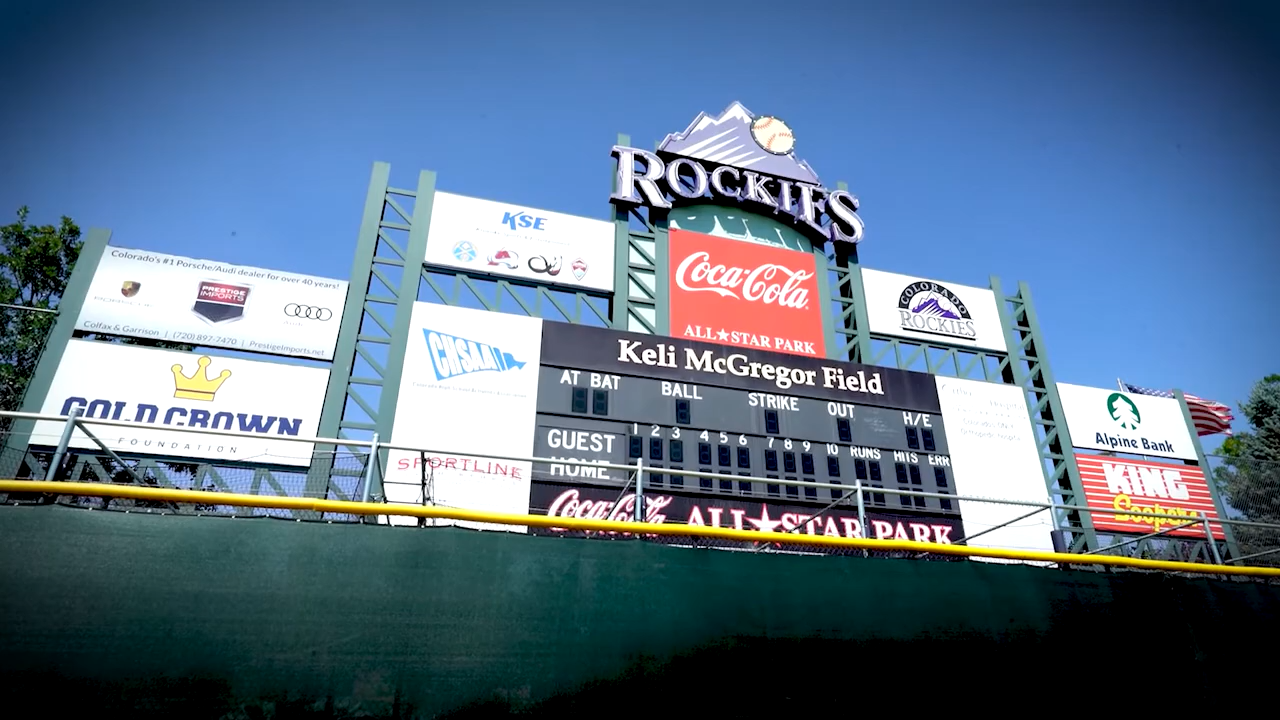 ROCKIES
KSE
Colorado's #1 Porsche/Audi dealer for over 40 years!
PRESTIGE
IMPORTS
Audi
Colfax & Garrison | (720) 897-7470 | PrestigeImports.net
Coca-Cola
ALL★STAR PARK
COLORADO
ROCKIES
CHSAA
Keli McGregor Field
AT BAT BALL STRIKE OUT H/E
1 2 3 4 5 6 7 8 9 10 RUNS HITS ERR
GUEST
HOME
GOLD CROWN
FOUNDATION
SPORTLINE
Coca-Cola ALL★STAR PARK
Alpine Bank
KING
Soopers